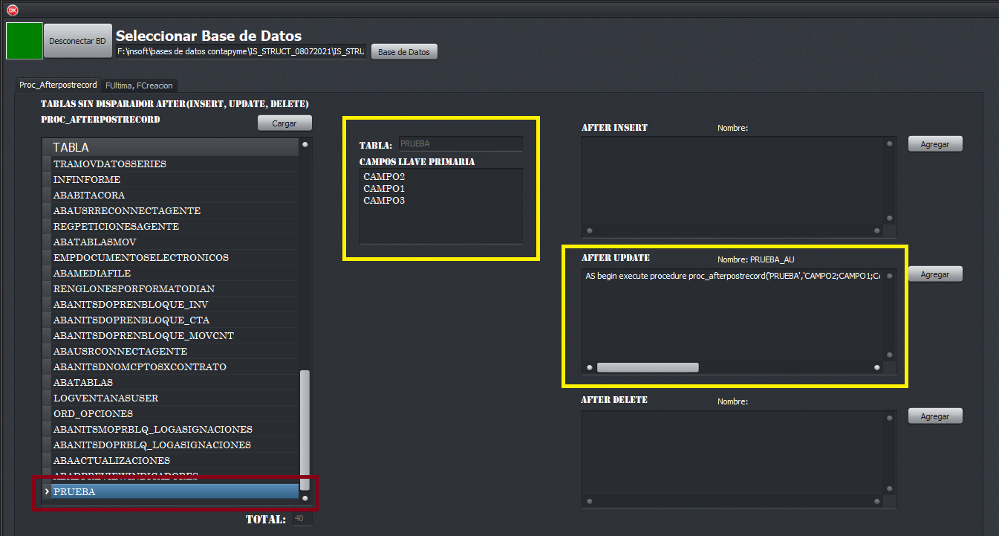 DX
Desconectar BD
Seleccionar Base de Datos
F:\insoft\bases de datos contapyme\IS_STRUCT_08072021\IS_STRU
Base de Datos
Proc_Afterpostrecord
FUltima, FCreacion
TABLAS SIN DISPARADOR AFTER(INSERT, UPDATE, DELETE)
PROC_AFTERPOSTRECORD
Cargar
TABLA
TRAMOVDATOSSERIES
INFINFORME
ABABITACORA
ABAUSRRECONNECTAGENTE
REGPETICIONESAGENTE
ABATABLASMOV
EMPDOCUMENTOSELECTRONICOS
ABAMEDIAFILE
RENGLONESPORFORMATODIAN
ABANITSDOPRENBLOQUE_INV
ABANITSDOPRENBLOQUE_CTA
ABANITSDOPRENBLOQUE_MOVCNT
ABAUSRCONNECTAGENTE
ABANITSDNOMCPTOSXCONTRATO
ABATABLAS
LOGVENTANASUSER
ORD_OPCIONES
ABANITSMOPRBLQ_LOGASIGNACIONES
ABANITSDOPRBLQ_LOGASIGNACIONES
ABAACTUALIZACIONES
PRUEBA
TOTAL: 40
TABLA: PRUEBA
CAMPOS LLAVE PRIMARIA
CAMPO2
CAMPO1
CAMPO3
AFTER INSERT Nombre:
Agregar
AFTER UPDATE Nombre: PRUEBA_AU
AS begin execute procedure proc_afterpostrecord('PRUEBA','CAMPO2;CAMPO1;CA
Agregar
AFTER DELETE Nombre:
Agregar